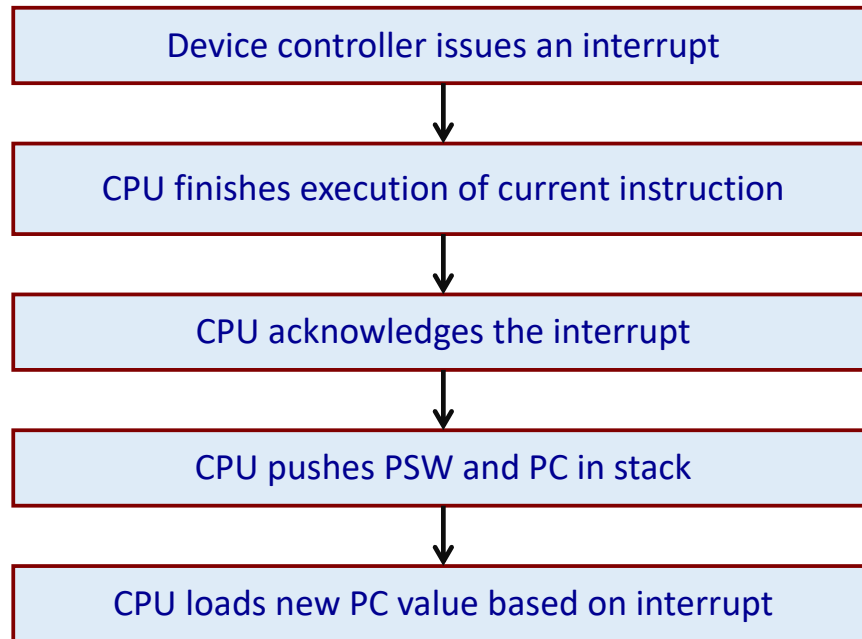 Device controller issues an interrupt
CPU finishes execution of current instruction
CPU acknowledges the interrupt
CPU pushes PSW and PC in stack
CPU loads new PC value based on interrupt